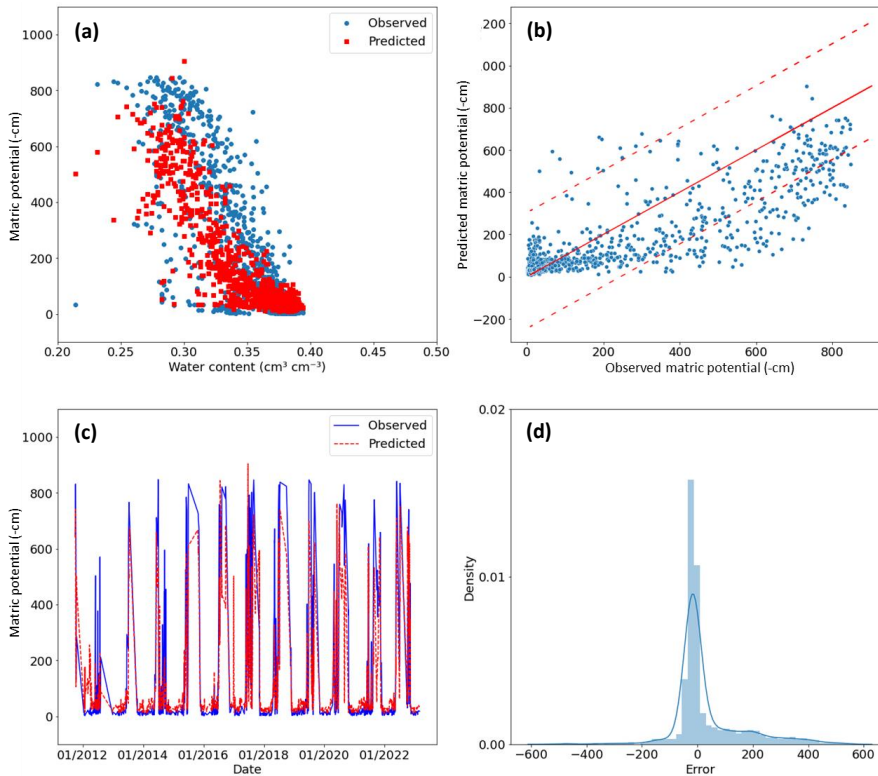 (a)
Observed
Predicted
1000
800
600
400
200
0
Matric potential (-cm)
0.20 0.25 0.30 0.35 0.40 0.45 0.50
Water content (cm³ cm⁻³)
(b)
200
000
800
600
400
200
0
−200
Predicted matric potential (-cm)
0 200 400 600 800
Observed matric potential (-cm)
(c)
Observed
Predicted
1000
800
600
400
200
0
Matric potential (-cm)
01/2012 01/2014 01/2016 01/2018 01/2020 01/2022
Date
(d)
0.02
0.01
0.00
Density
−600 −400 −200 0 200 400 600
Error